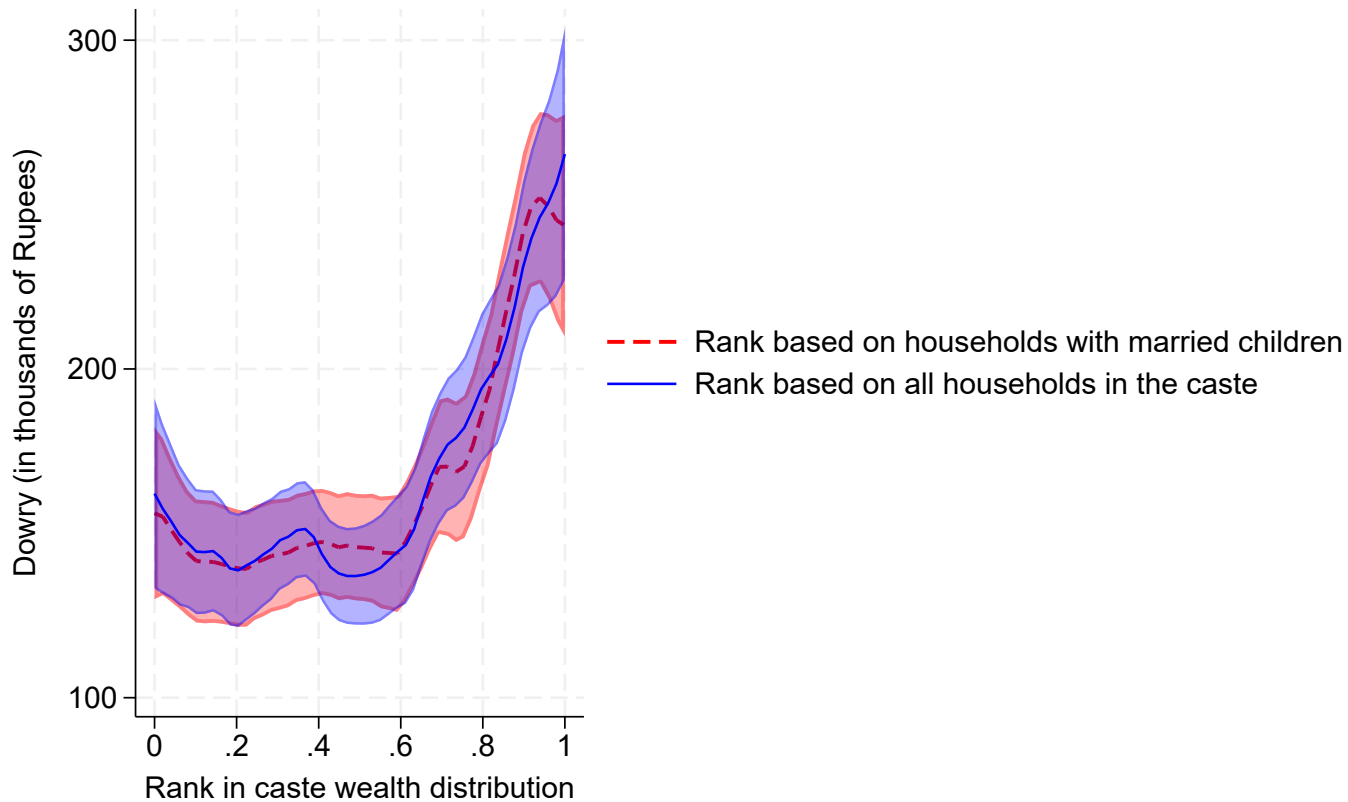 Dowry (in thousands of Rupees)
300
200
100
0 .2 .4 .6 .8 1
Rank in caste wealth distribution
Rank based on households with married children
Rank based on all households in the caste